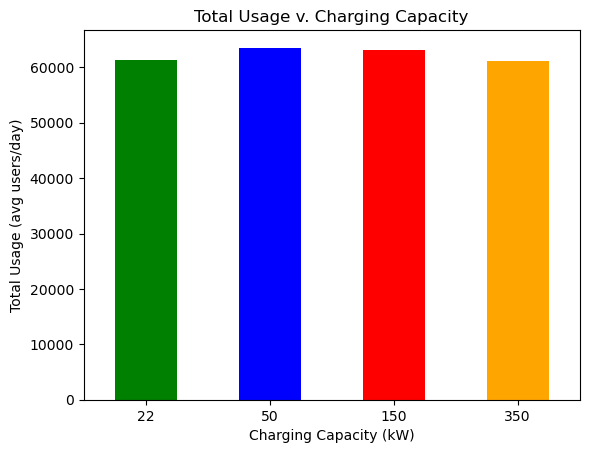 Total Usage v. Charging Capacity
Total Usage (avg users/day)
60000
50000
40000
30000
20000
10000
0
22 50 150 350
Charging Capacity (kW)